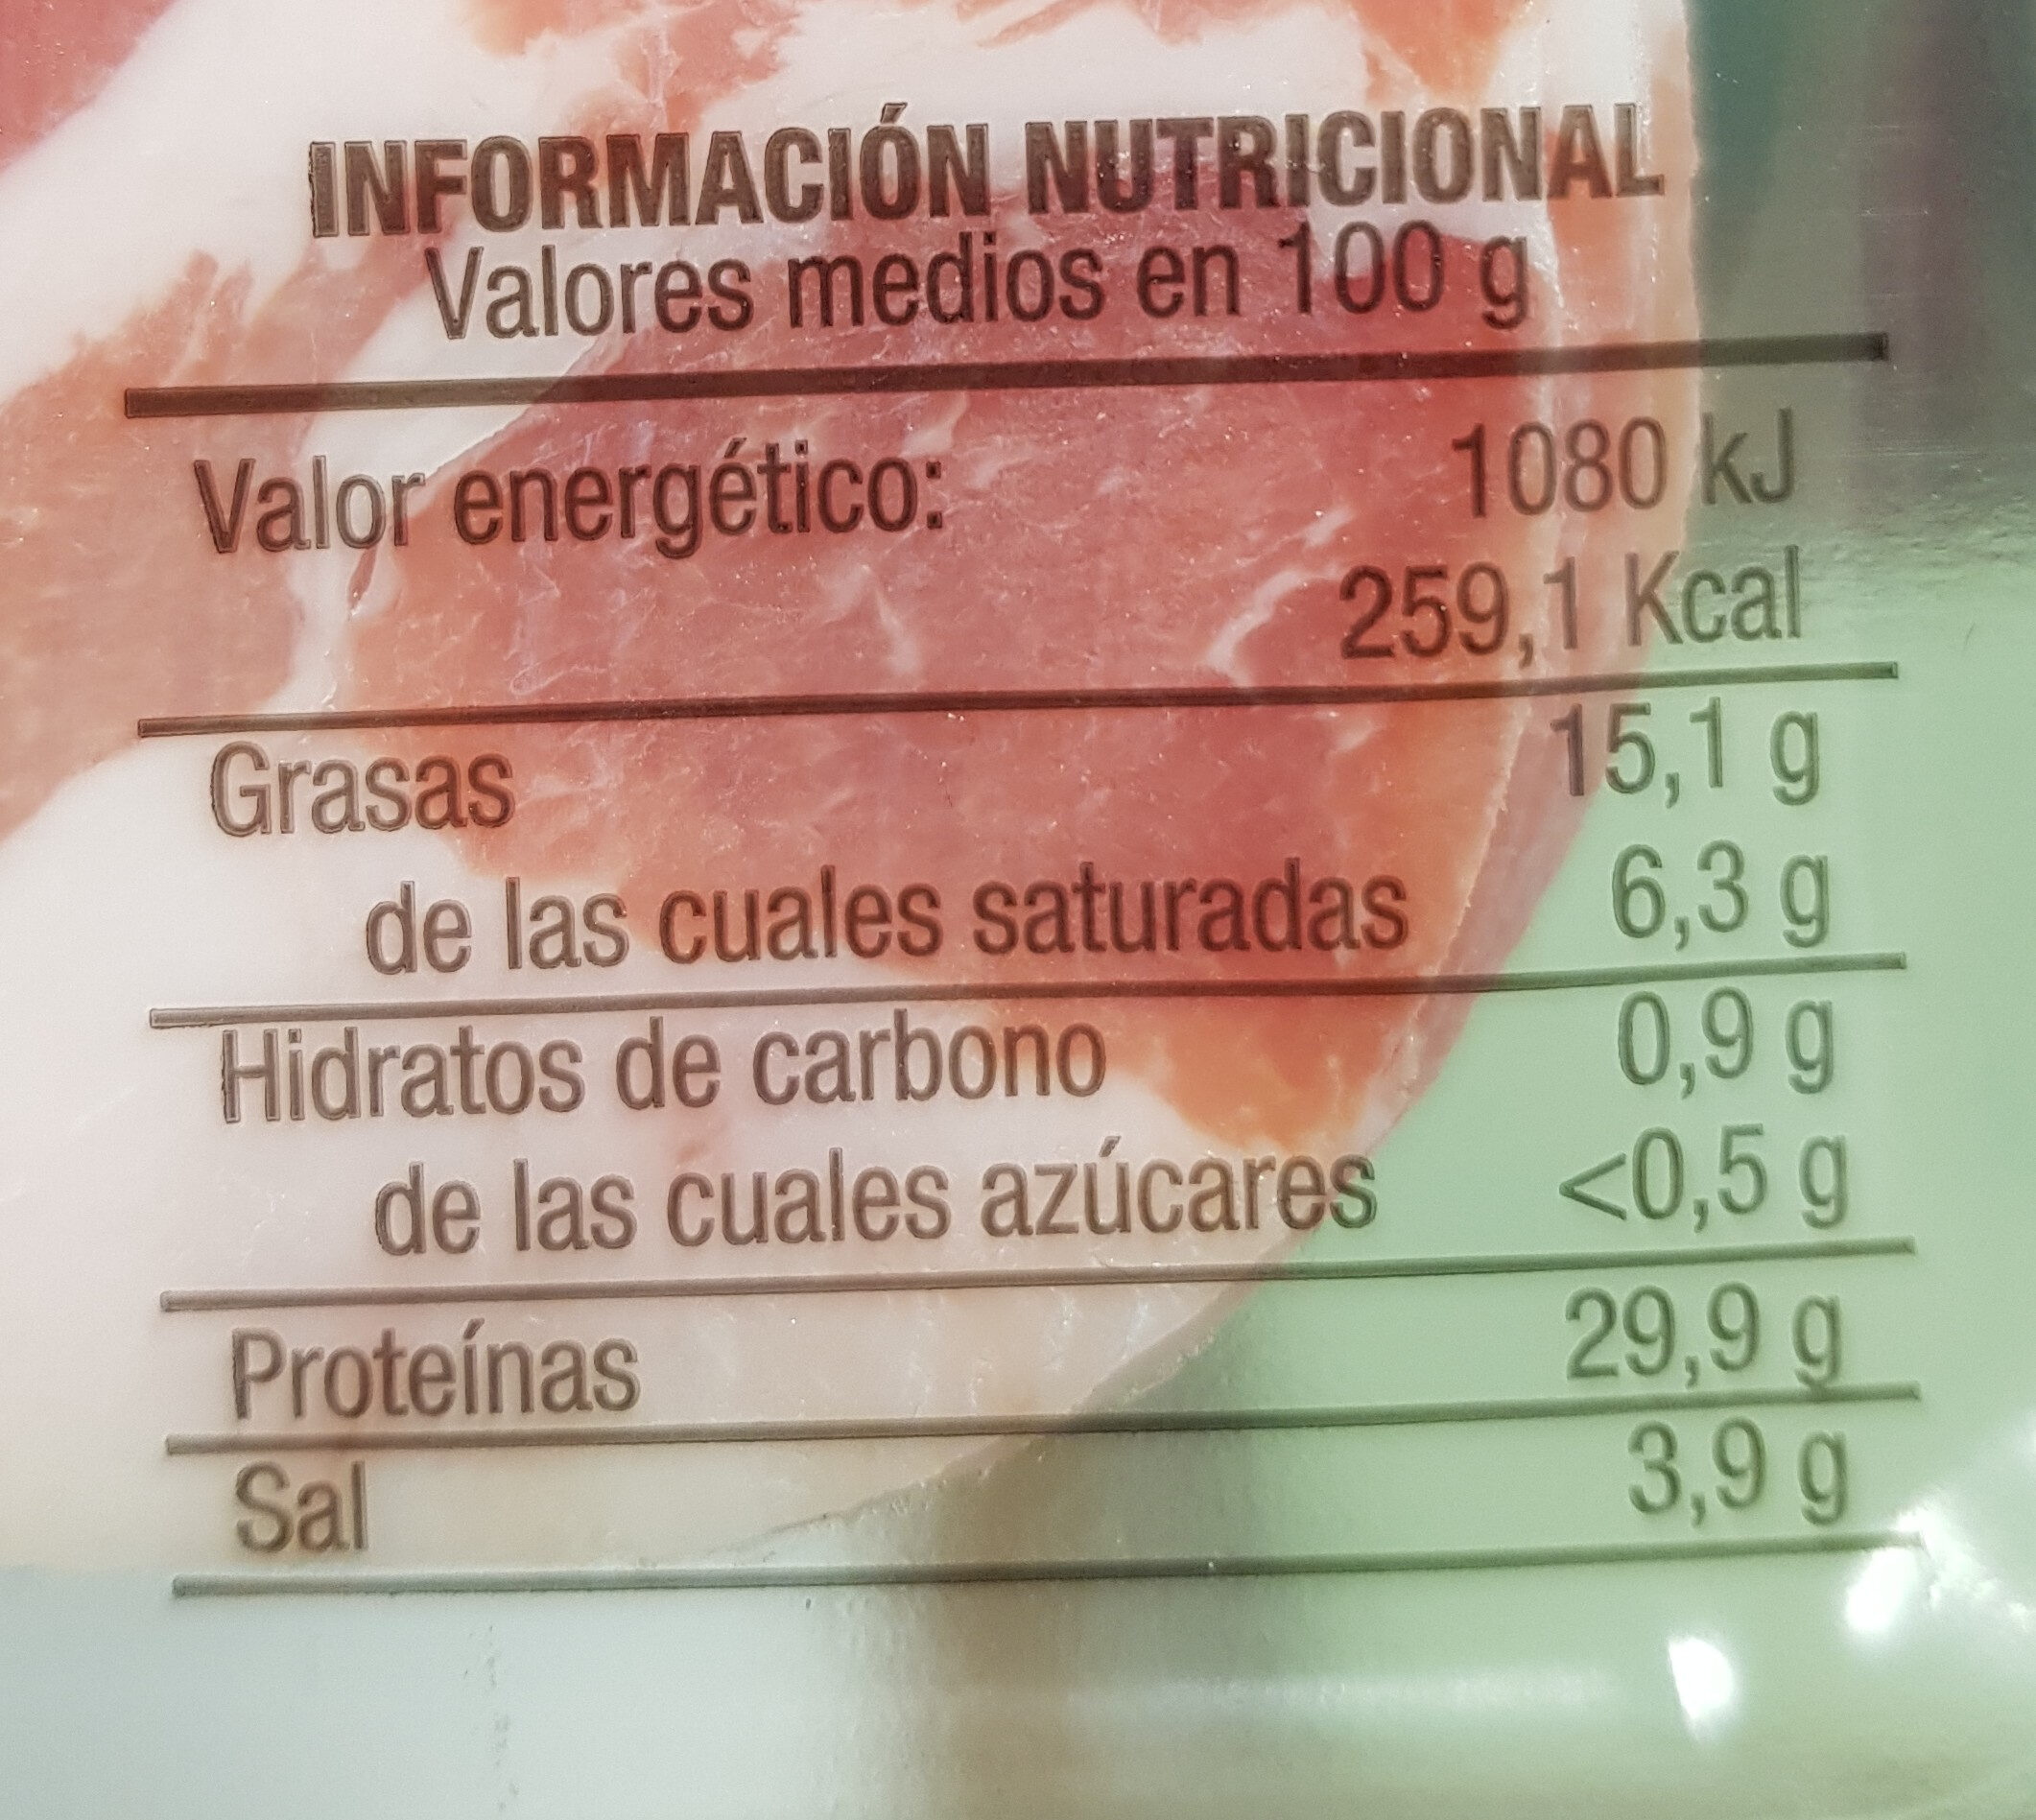 INFORMACIÓN NUTRICIONAL
Valores medios en 100 g
Valor energético: 1080 kJ
259,1 Kcal
Grasas 15,1 g
de las cuales saturadas 6,3 g
Hidratos de carbono 0,9 g
de las cuales azúcares <0,5 g
Proteínas 29,9 g
Sal 3,9 g